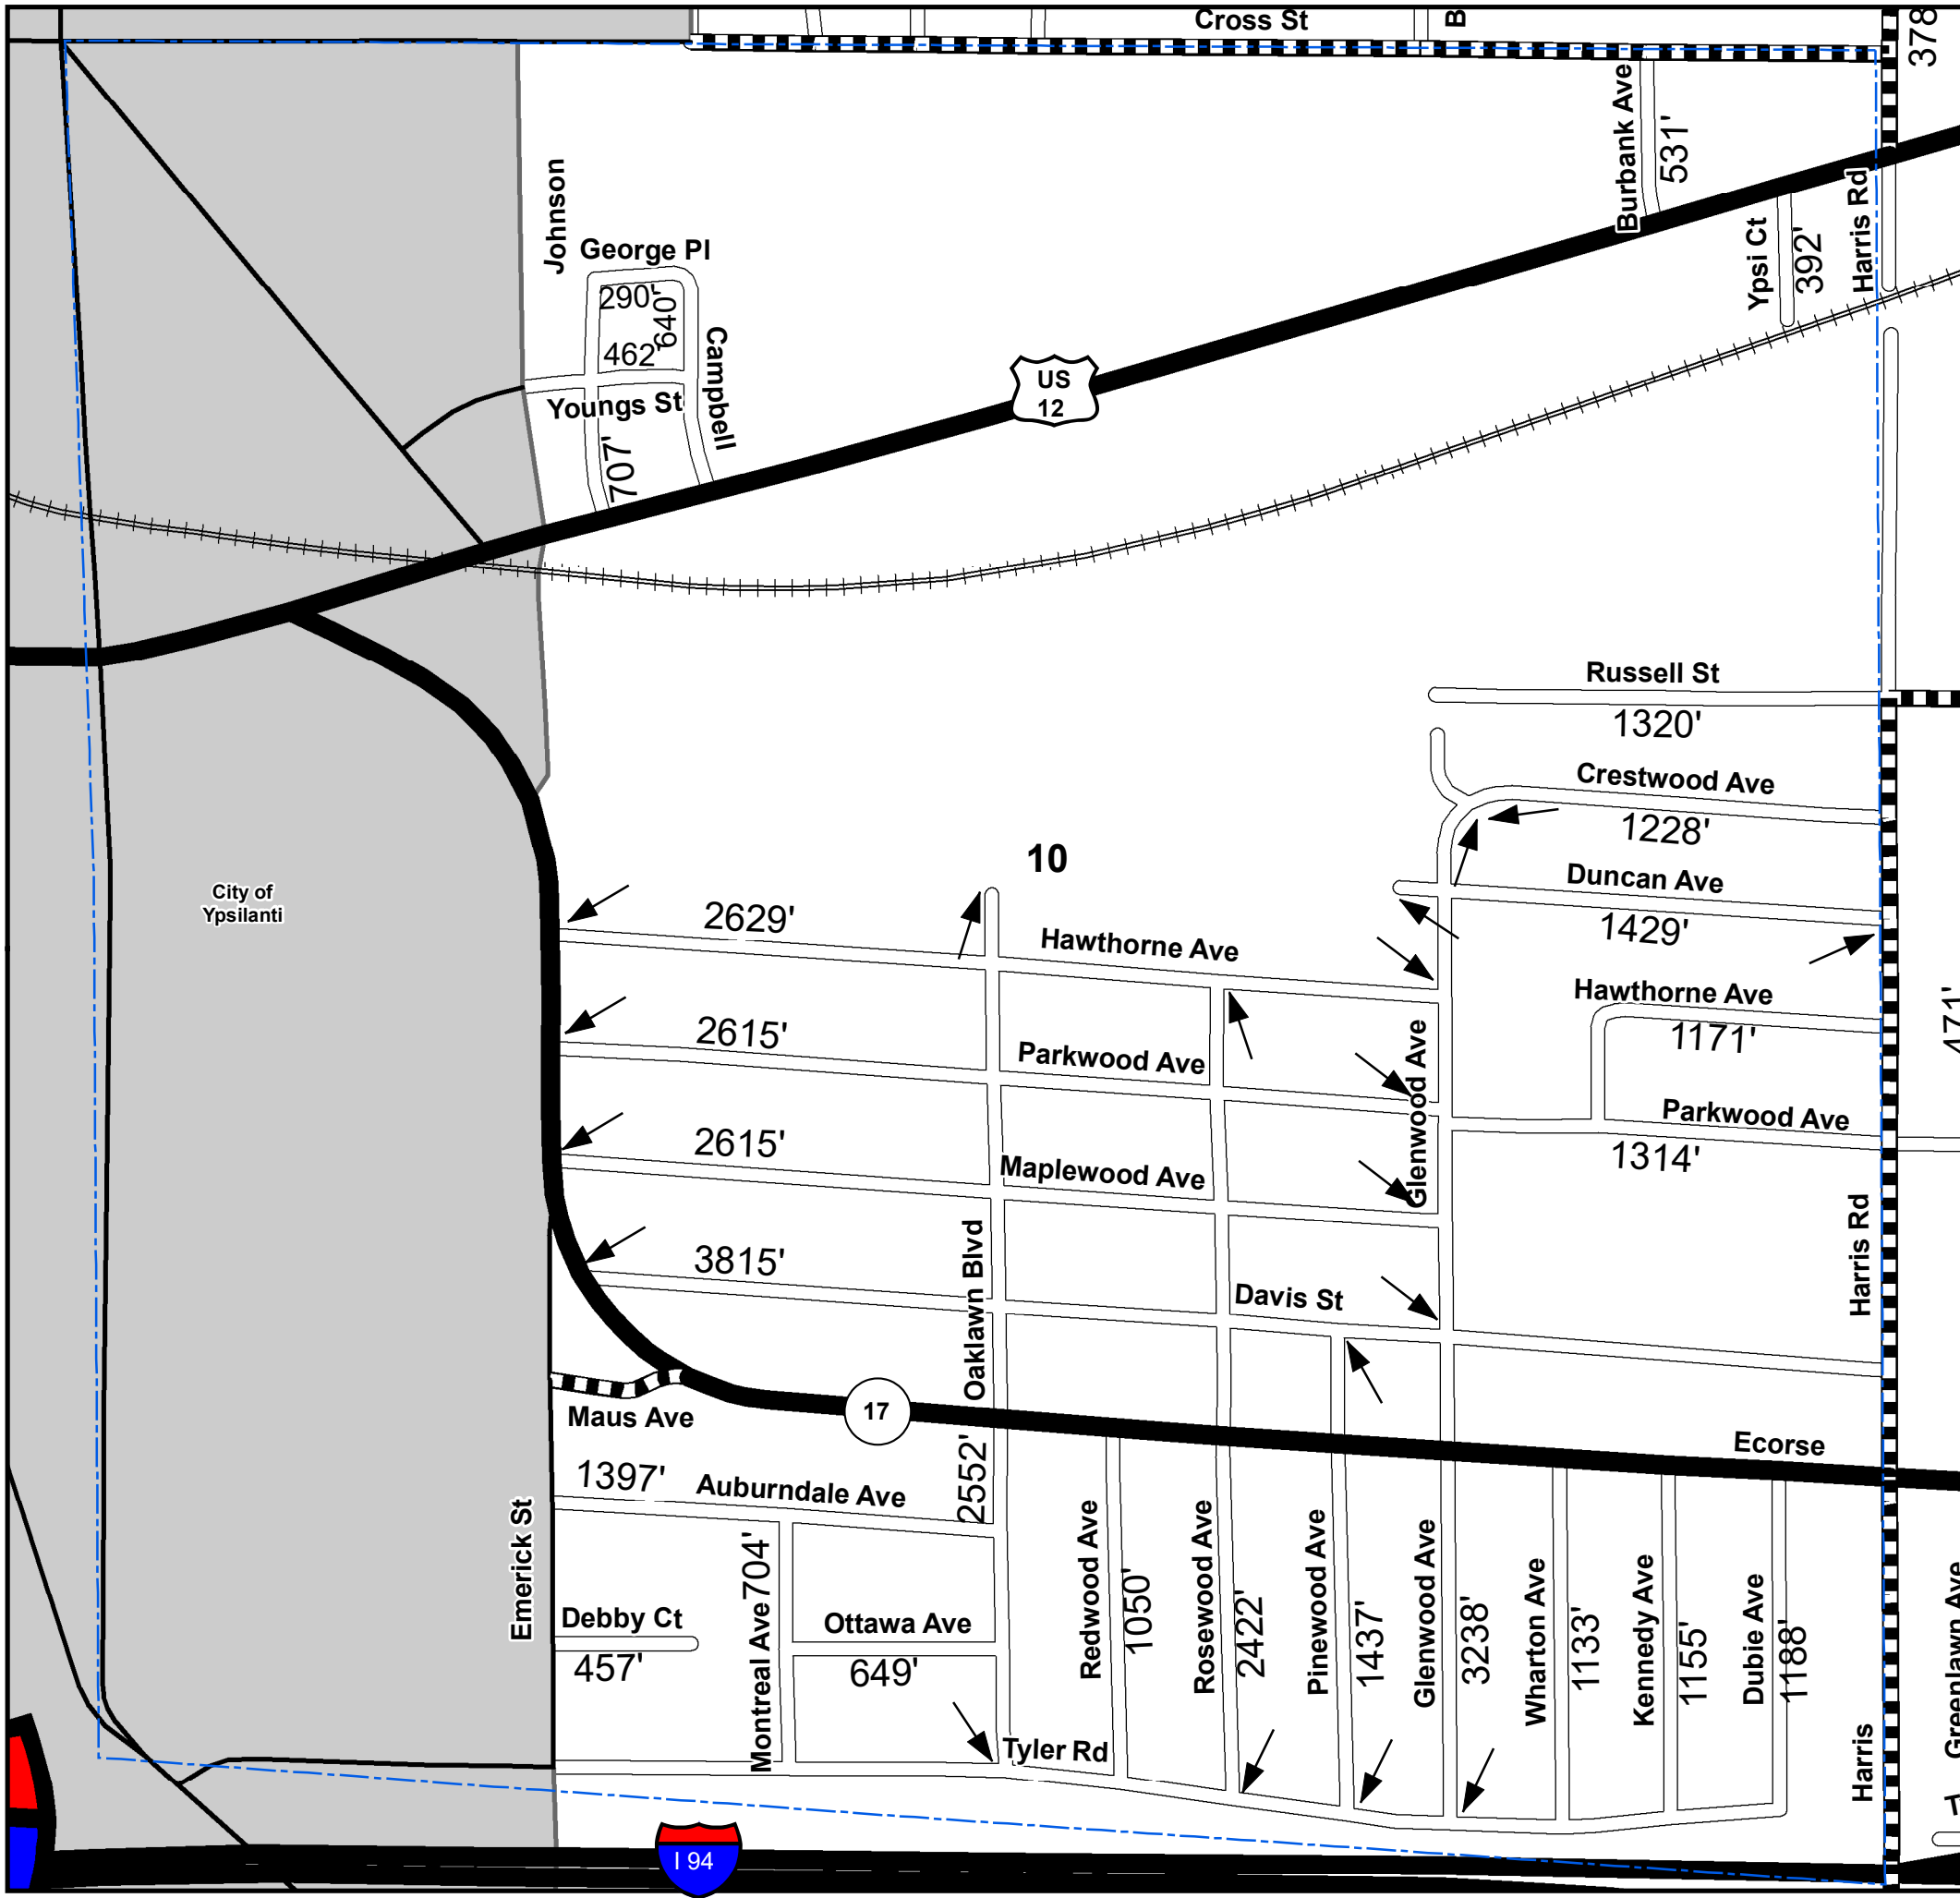 Cross St
B
378
Burbank Ave
531'
Johnson
George Pl
290'
640'
462'
Campbell
Youngs St
707'
US
12
Ypsi Ct
392'
Harris Rd
Russell St
1320'
Crestwood Ave
1228'
10
Duncan Ave
1429'
City of
Ypsilanti
2629'
Hawthorne Ave
Hawthorne Ave
1171'
471'
2615'
Parkwood Ave
Glenwood Ave
Parkwood Ave
1314'
2615'
Maplewood Ave
3815'
Oaklawn Blvd
Davis St
Harris Rd
Maus Ave
17
Ecorse
1397'
Auburndale Ave
2552'
Emerick St
Debby Ct
457'
Montreal Ave
704'
Ottawa Ave
649'
Redwood Ave
1050'
Rosewood Ave
2422'
Pinewood Ave
1437'
Glenwood Ave
3238'
Wharton Ave
1133'
Kennedy Ave
1155'
Dubie Ave
1188'
Harris
Greenlawn Ave
Tyler Rd
I 94